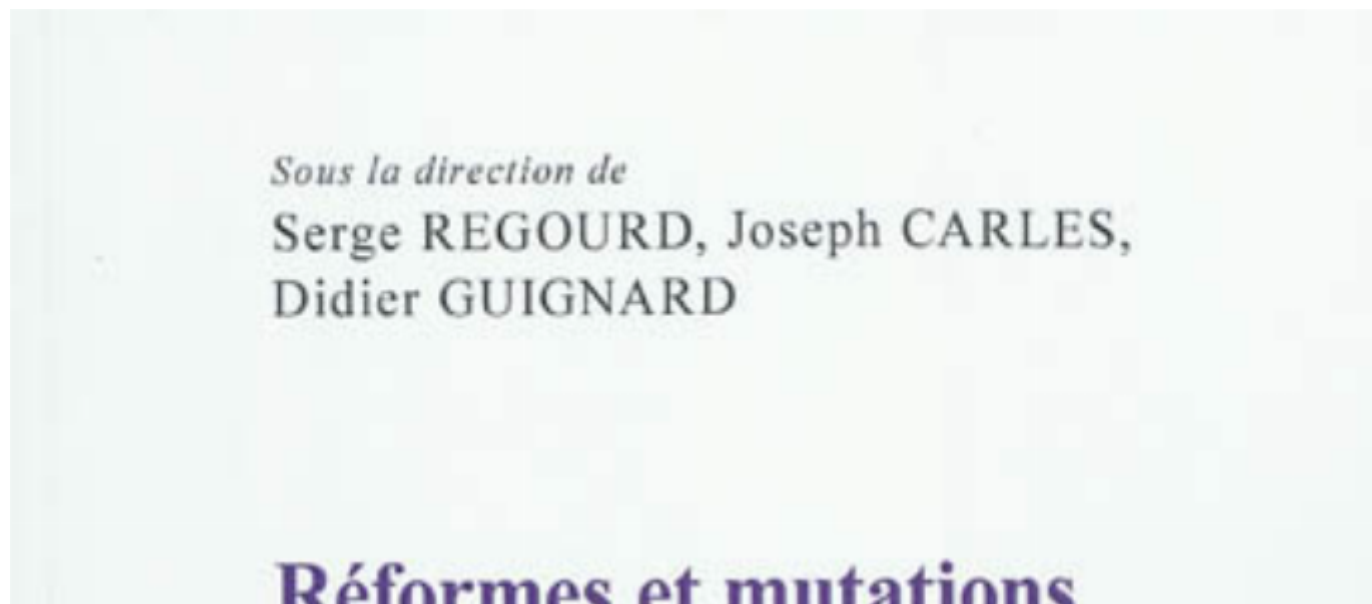 Sous la direction de
Serge REGOURD, Joseph CARLES,
Didier GUIGNARD
Réformes et mutations